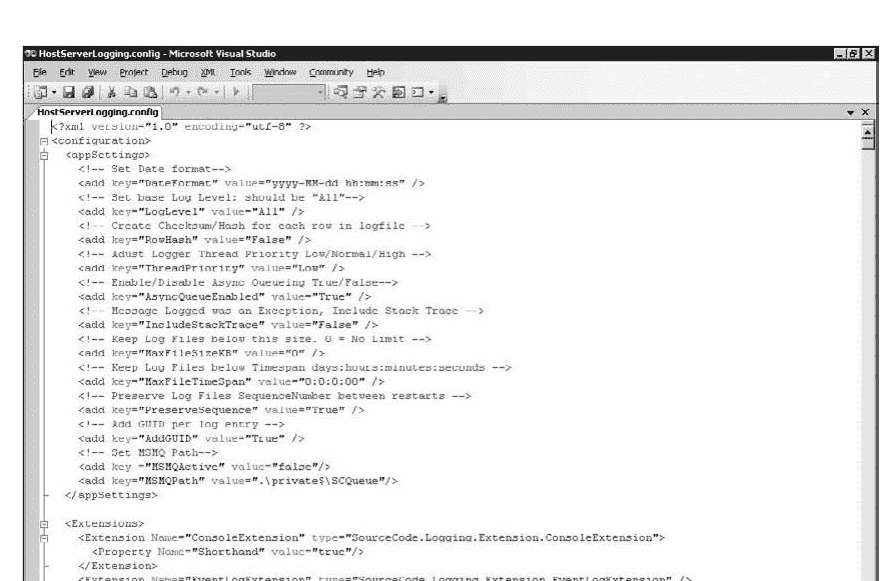 HostServerLogging.config - Microsoft Visual Studio
File Edit View Project Debug XML Tools Window Community Help
HostServerLogging.config
<?xml version="1.0" encoding="utf-8" ?>
<configuration>
<appSettings>
<!-- Set Date format-->
<add key="DateFormat" value="yyyy-MM-dd hh:mm:ss" />
<!-- Set base Log Level; should be "All"-->
<add key="LogLevel" value="All" />
<!-- Create Checksum/Hash for each row in logfile -->
<add key="RowHash" value="False" />
<!-- Adust Logger Thread Priority Low/Normal/High -->
<add key="ThreadPriority" value="Low" />
<!-- Enable/Disable Async Queueing True/False-->
<add key="AsyncQueueEnabled" value="True" />
<!-- Message Logged was an Exception, Include Stack Trace -->
<add key="IncludeStackTrace" value="False" />
<!-- Keep Log Files below this size. 0 = No Limit -->
<add key="MaxFileSizeKB" value="0" />
<!-- Keep Log Files below Timespan days:hours:minutes:seconds -->
<add key="MaxFileTimeSpan" value="0:0:0:00" />
<!-- Preserve Log Files SequenceNumber between restarts -->
<add key="PreserveSequence" value="True" />
<!-- Add GUID per log entry -->
<add key="AddGUID" value="True" />
<!-- Set MSMQ Path-->
<add key ="MSMQActive" value="false"/>
<add key="MSMQPath" value=".\private$\SCQueue"/>
</appSettings>
<Extensions>
<Extension Name="ConsoleExtension" type="SourceCode.Logging.Extension.ConsoleExtension">
<Property Name="Shorthand" value="true"/>
</Extension>
<Extension Name="EventLogExtension" type="SourceCode.Logging.Extension.EventLogExtension" />